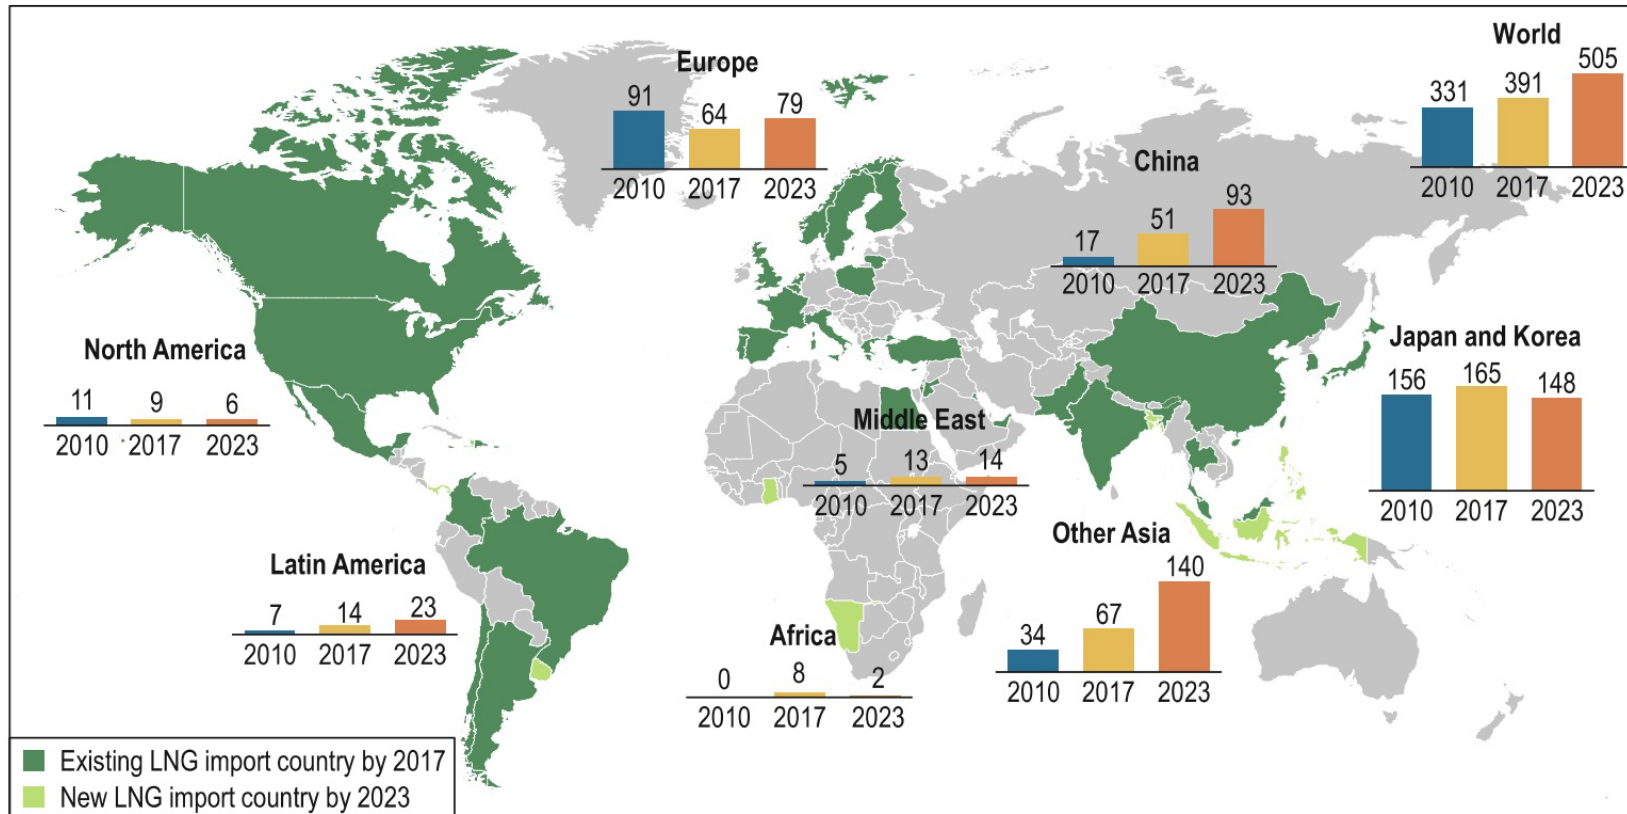 World
331 391 505
2010 2017 2023
Europe
91 64 79
2010 2017 2023
China
17 51 93
2010 2017 2023
North America
11 9 6
2010 2017 2023
Japan and Korea
156 165 148
2010 2017 2023
Middle East
5 13 14
2010 2017 2023
Other Asia
34 67 140
2010 2017 2023
Latin America
7 14 23
2010 2017 2023
Africa
0 8 2
2010 2017 2023
Existing LNG import country by 2017
New LNG import country by 2023